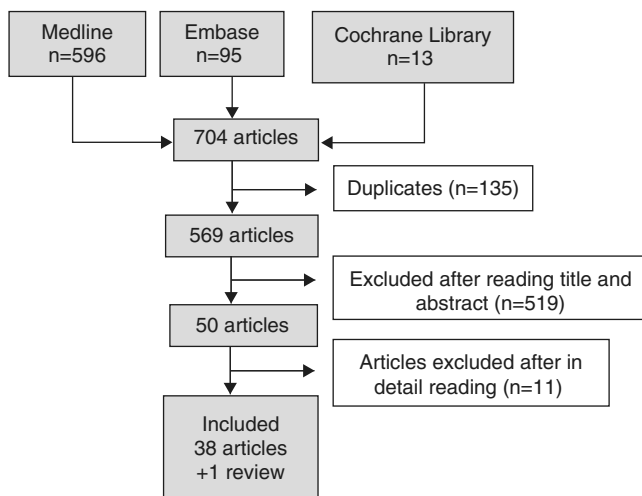 Medline
n=596
Embase
n=95
Cochrane Library
n=13
704 articles
Duplicates (n=135)
569 articles
Excluded after reading title and
abstract (n=519)
50 articles
Articles excluded after in
detail reading (n=11)
Included
38 articles
+1 review